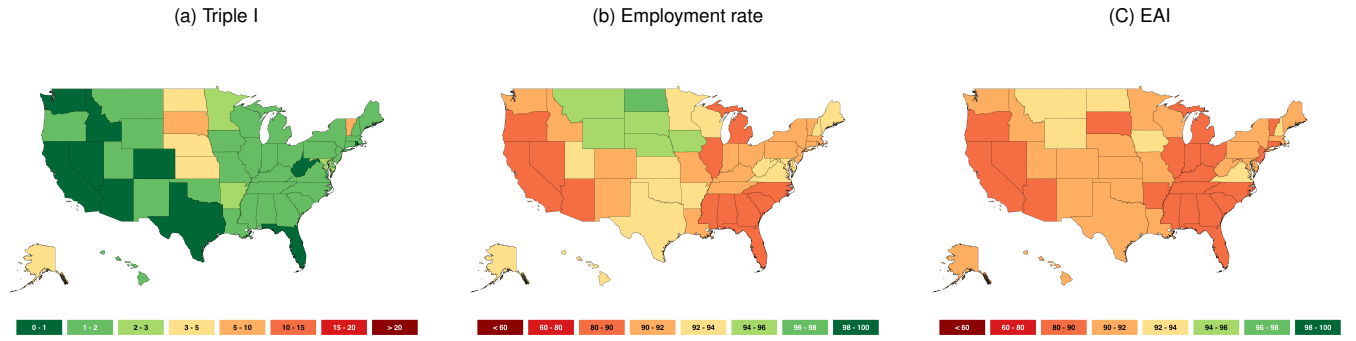 (a) Triple I
(b) Employment rate
(C) EAI
0 - 1 1 - 2 2 - 3 3 - 5 5 - 10 10 - 15 15 - 20 > 20
< 60 60 - 80 80 - 90 90 - 92 92 - 94 94 - 96 96 - 98 98 - 100
< 60 60 - 80 80 - 90 90 - 92 92 - 94 94 - 96 96 - 98 98 - 100